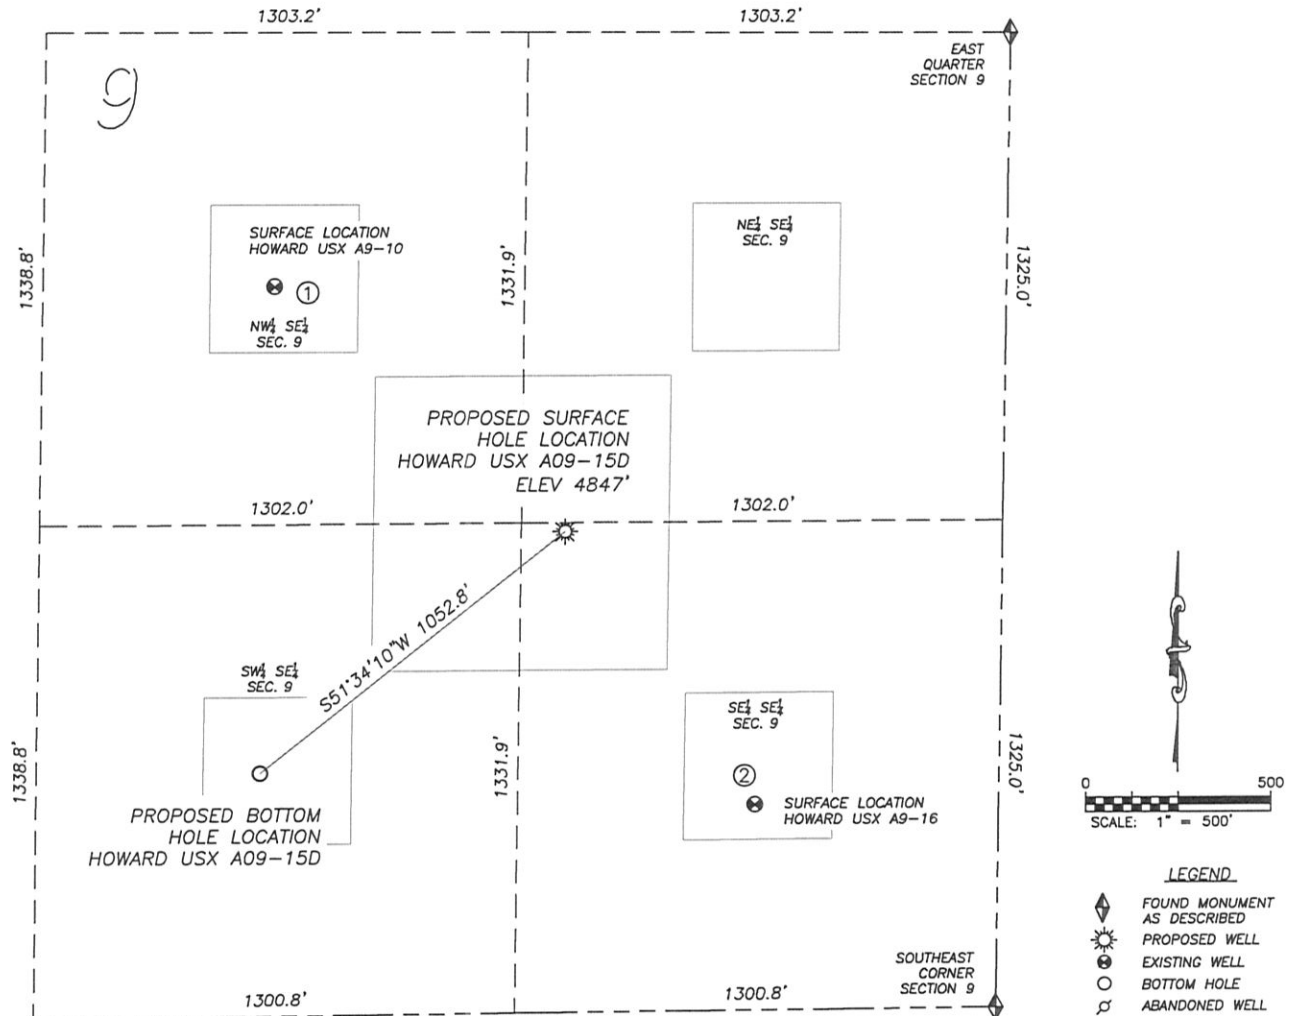 1303.2'
1303.2'
EAST
QUARTER
SECTION 9
9
SURFACE LOCATION
HOWARD USX A9-10
1
NW¼ SE¼
SEC. 9
NE¼ SE¼
SEC. 9
1338.8'
1331.9'
1325.0'
PROPOSED SURFACE
HOLE LOCATION
HOWARD USX A09-15D
ELEV 4847'
1302.0'
1302.0'
S51°34'10"W 1052.8'
SW¼ SE¼
SEC. 9
SE¼ SE¼
SEC. 9
1338.8'
1331.9'
1325.0'
2
SURFACE LOCATION
HOWARD USX A9-16
PROPOSED BOTTOM
HOLE LOCATION
HOWARD USX A09-15D
SOUTHEAST
CORNER
SECTION 9
1300.8'
1300.8'
0 500
SCALE: 1" = 500'
LEGEND
FOUND MONUMENT
AS DESCRIBED
PROPOSED WELL
EXISTING WELL
BOTTOM HOLE
ABANDONED WELL